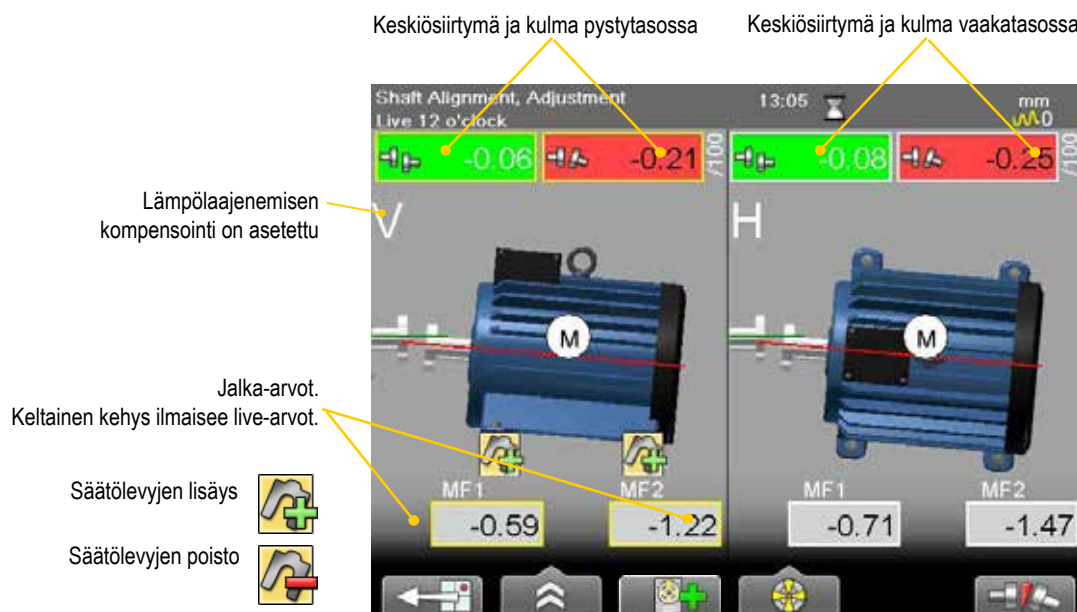 Keskiösiirtymä ja kulma pystytasossa
Keskiösiirtymä ja kulma vaakatasossa
Shaft Alignment, Adjustment
Live 12 o'clock
13:05
mm
0
-0.06
-0.21
/100
-0.08
-0.25
/100
Lämpölaajenemisen
kompensointi on asetettu
V
H
M
M
Jalka-arvot.
Keltainen kehys ilmaisee live-arvot.
Säätölevyjen lisäys
Säätölevyjen poisto
MF1
MF2
MF1
MF2
-0.59
-1.22
-0.71
-1.47